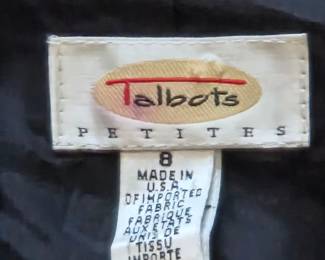 Talbots
PETITES
8
MADE IN
U.S.A.
OF IMPORTED
FABRIC
FABRIQUE
AUX ETATS
UNIS DE
TISSU
IMPORTE